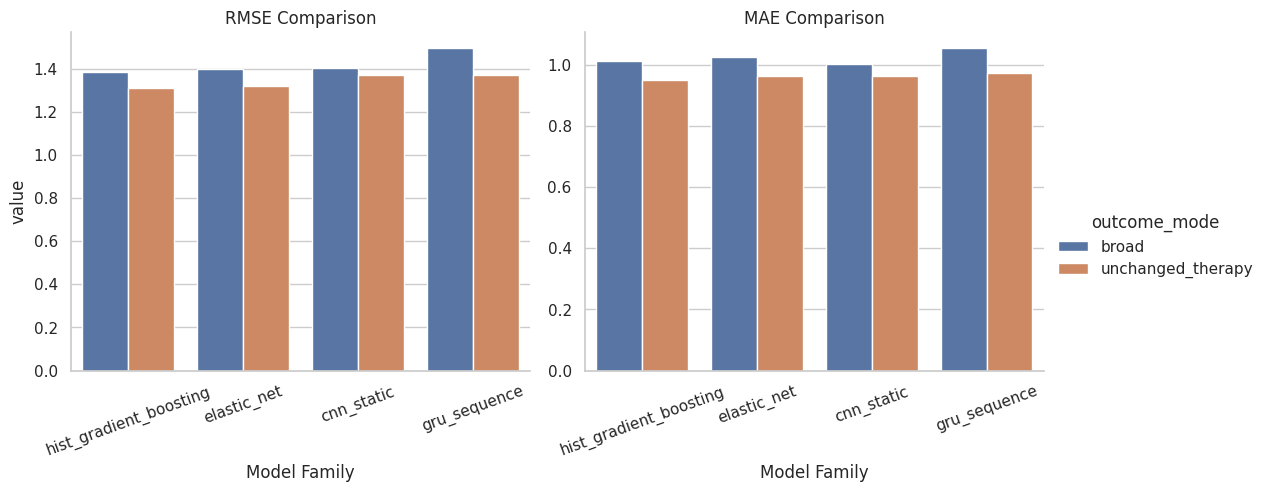 RMSE Comparison
value
1.4
1.2
1.0
0.8
0.6
0.4
0.2
0.0
hist_gradient_boosting
elastic_net
cnn_static
gru_sequence
Model Family
MAE Comparison
1.0
0.8
0.6
0.4
0.2
0.0
hist_gradient_boosting
elastic_net
cnn_static
gru_sequence
Model Family
outcome_mode
broad
unchanged_therapy